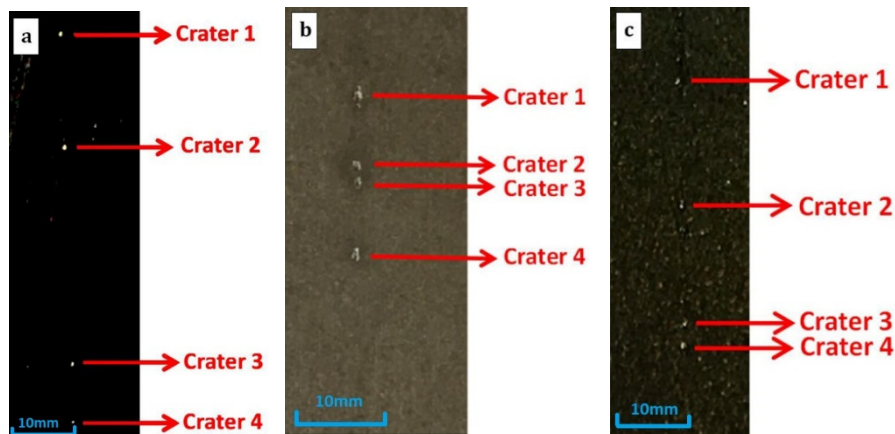 a
Crater 1
Crater 2
Crater 3
Crater 4
10mm
b
Crater 1
Crater 2
Crater 3
Crater 4
10mm
c
Crater 1
Crater 2
Crater 3
Crater 4
10mm